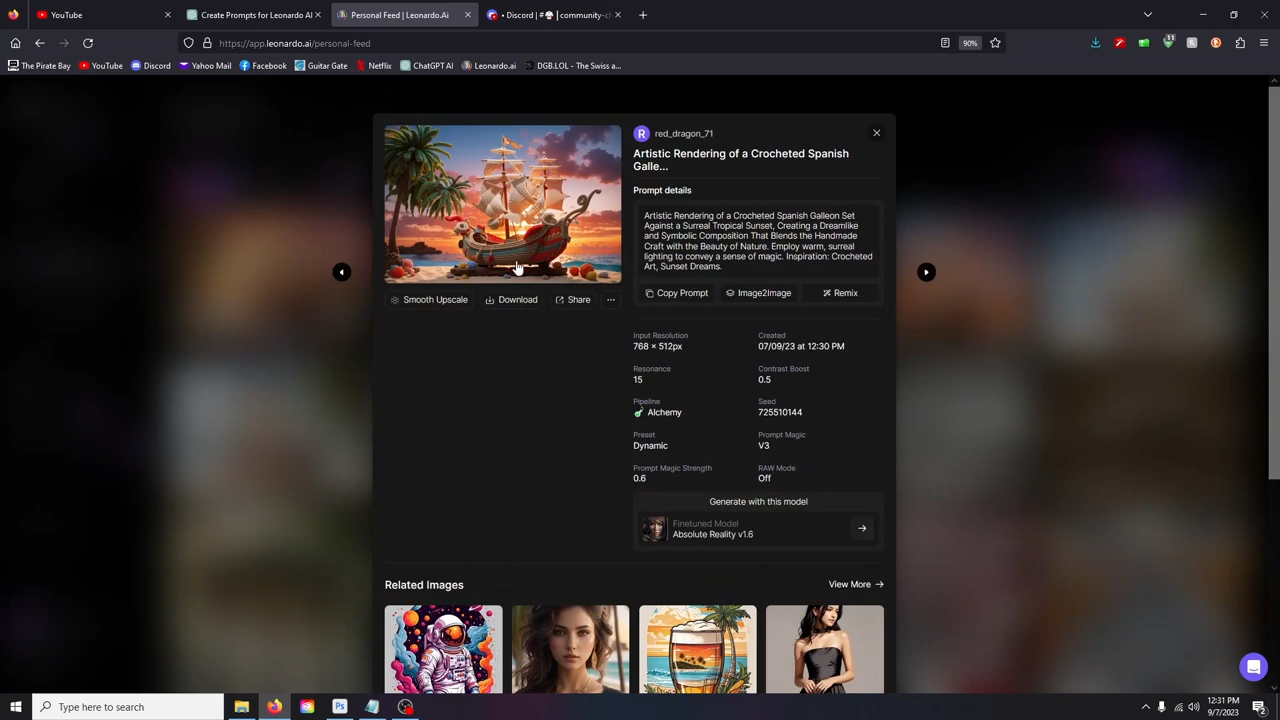 YouTube
Create Prompts for Leonardo AI
Personal Feed | Leonardo.Ai
• Discord | #
| community-c
https://app.leonardo.ai/personal-feed
90%
11
The Pirate Bay
YouTube
Discord
Yahoo Mail
Facebook
Guitar Gate
Netflix
ChatGPT AI
Leonardo.ai
DGB.LOL - The Swiss a...
R
red_dragon_71
Artistic Rendering of a Crocheted Spanish
Galle...
Prompt details
Artistic Rendering of a Crocheted Spanish Galleon Set
Against a Surreal Tropical Sunset, Creating a Dreamlike
and Symbolic Composition That Blends the Handmade
Craft with the Beauty of Nature. Employ warm, surreal
lighting to convey a sense of magic. Inspiration: Crocheted
Art, Sunset Dreams.
Smooth Upscale
Download
Share
...
Copy Prompt
Image2Image
Remix
Input Resolution
768 × 512px
Created
07/09/23 at 12:30 PM
Resonance
15
Contrast Boost
0.5
Pipeline
Alchemy
Seed
725510144
Preset
Dynamic
Prompt Magic
V3
Prompt Magic Strength
0.6
RAW Mode
Off
Generate with this model
Finetuned Model
Absolute Reality v1.6
Related Images
View More
Type here to search
Ps
12:31 PM
9/7/2023
2